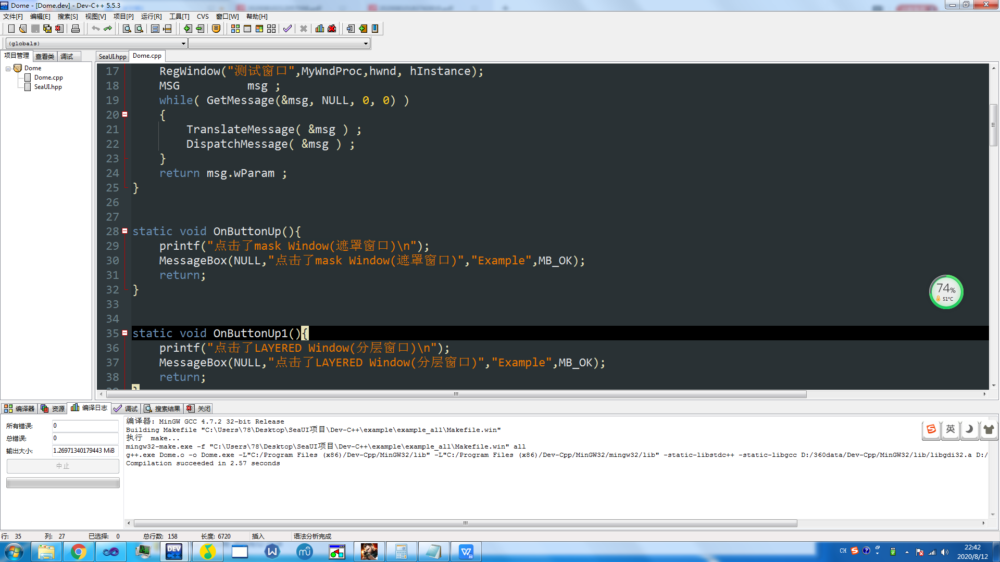 Dome - [Dome.dev] - Dev-C++ 5.5.3
文件[F] 编辑[E] 搜索[S] 视图[V] 项目[P] 运行[R] 工具[T] CVS 窗口[W] 帮助[H]
(globals)
项目管理 查看类 调试
SeaUI.hpp Dome.cpp
Dome
Dome.cpp
SeaUI.hpp
17 RegWindow("测试窗口",MyWndProc,hwnd, hInstance);
18 MSG msg ;
19 while( GetMessage(&msg, NULL, 0, 0) )
20 {
21 TranslateMessage( &msg ) ;
22 DispatchMessage( &msg ) ;
23 }
24 return msg.wParam ;
25 }
26
27
28 static void OnButtonUp(){
29 printf("点击了mask Window(遮罩窗口)\n");
30 MessageBox(NULL,"点击了mask Window(遮罩窗口)","Example",MB_OK);
31 return;
32 }
33
34
35 static void OnButtonUp1(){
36 printf("点击了LAYERED Window(分层窗口)\n");
37 MessageBox(NULL,"点击了LAYERED Window(分层窗口)","Example",MB_OK);
38 return;
39 }
74%
51°C
编译器 资源 编译日志 调试 搜索结果 关闭
所有错误: 0
总错误: 0
输出大小: 1.26971340179443 MiB
中止
编译器: MinGW GCC 4.7.2 32-bit Release
Building Makefile "C:\Users\78\Desktop\SeaUI项目\Dev-C++\example\example_all\Makefile.win"
执行 make...
mingw32-make.exe -f "C:\Users\78\Desktop\SeaUI项目\Dev-C++\example\example_all\Makefile.win" all
g++.exe Dome.o -o Dome.exe -L"C:/Program Files (x86)/Dev-Cpp/MinGW32/lib" -L"C:/Program Files (x86)/Dev-Cpp/MinGW32/mingw32/lib" -static-libstdc++ -static-libgcc D:/360data/Dev-Cpp/MinGW32/lib/libgdi32.a D:/
Compilation succeeded in 2.57 seconds
英
行: 35 列: 27 已选择: 0 总行数: 158 长度: 6720 插入 语法分析完成
DEV C++
CH
22:42
2020/8/12